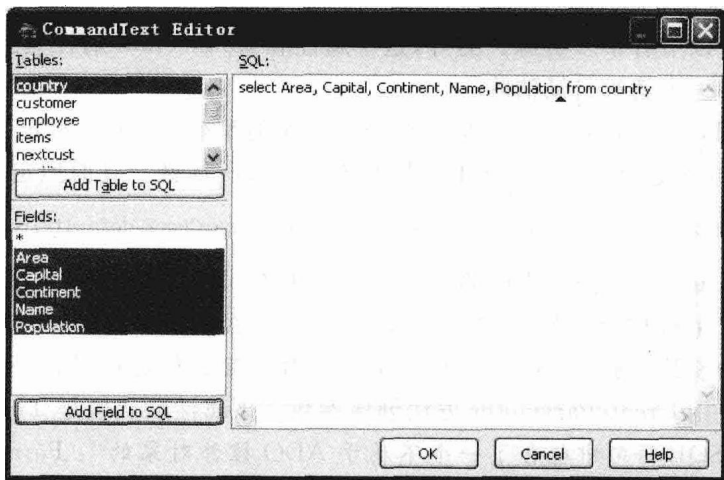 CommandText Editor
Tables:
country
customer
employee
items
nextcust
Add Table to SQL
Fields:
*
Area
Capital
Continent
Name
Population
Add Field to SQL
SQL:
select Area, Capital, Continent, Name, Population from country
OK
Cancel
Help